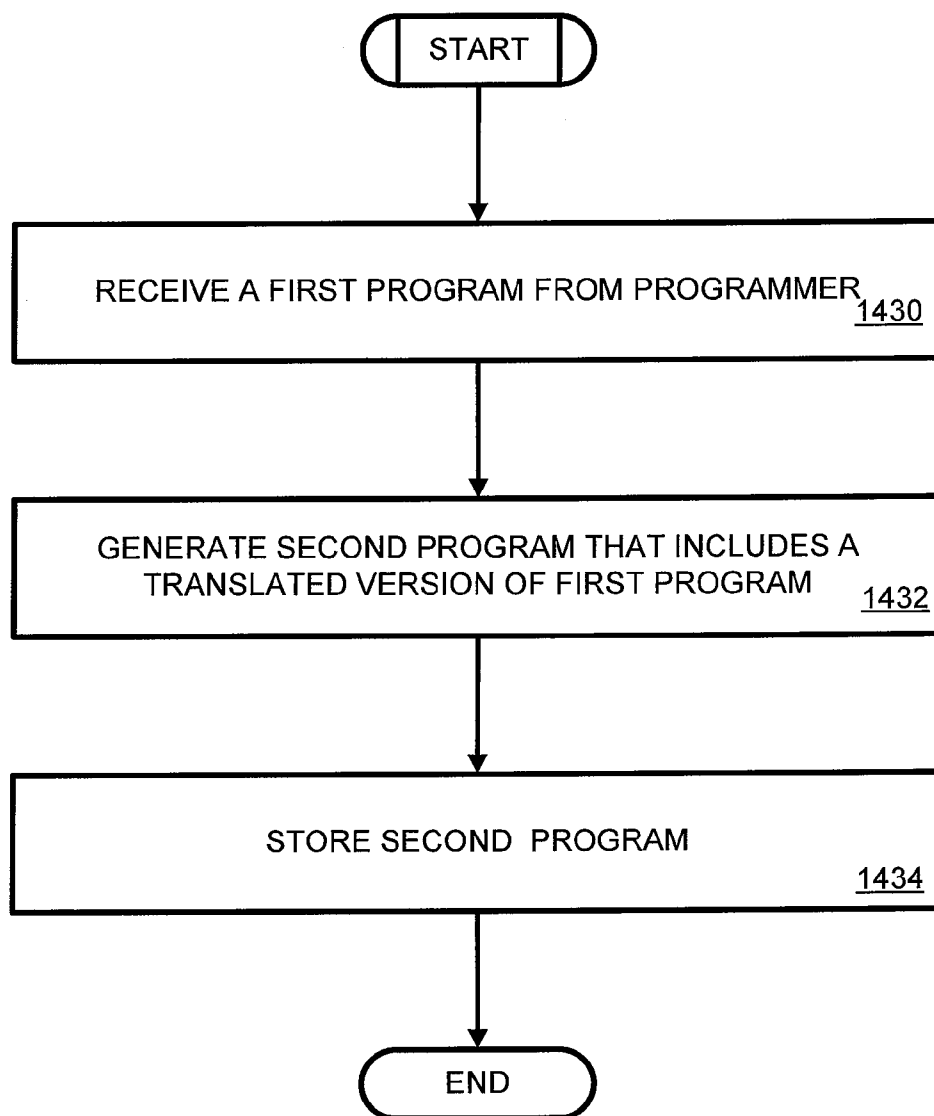 START
RECEIVE A FIRST PROGRAM FROM PROGRAMMER
1430
GENERATE SECOND PROGRAM THAT INCLUDES A
TRANSLATED VERSION OF FIRST PROGRAM
1432
STORE SECOND PROGRAM
1434
END